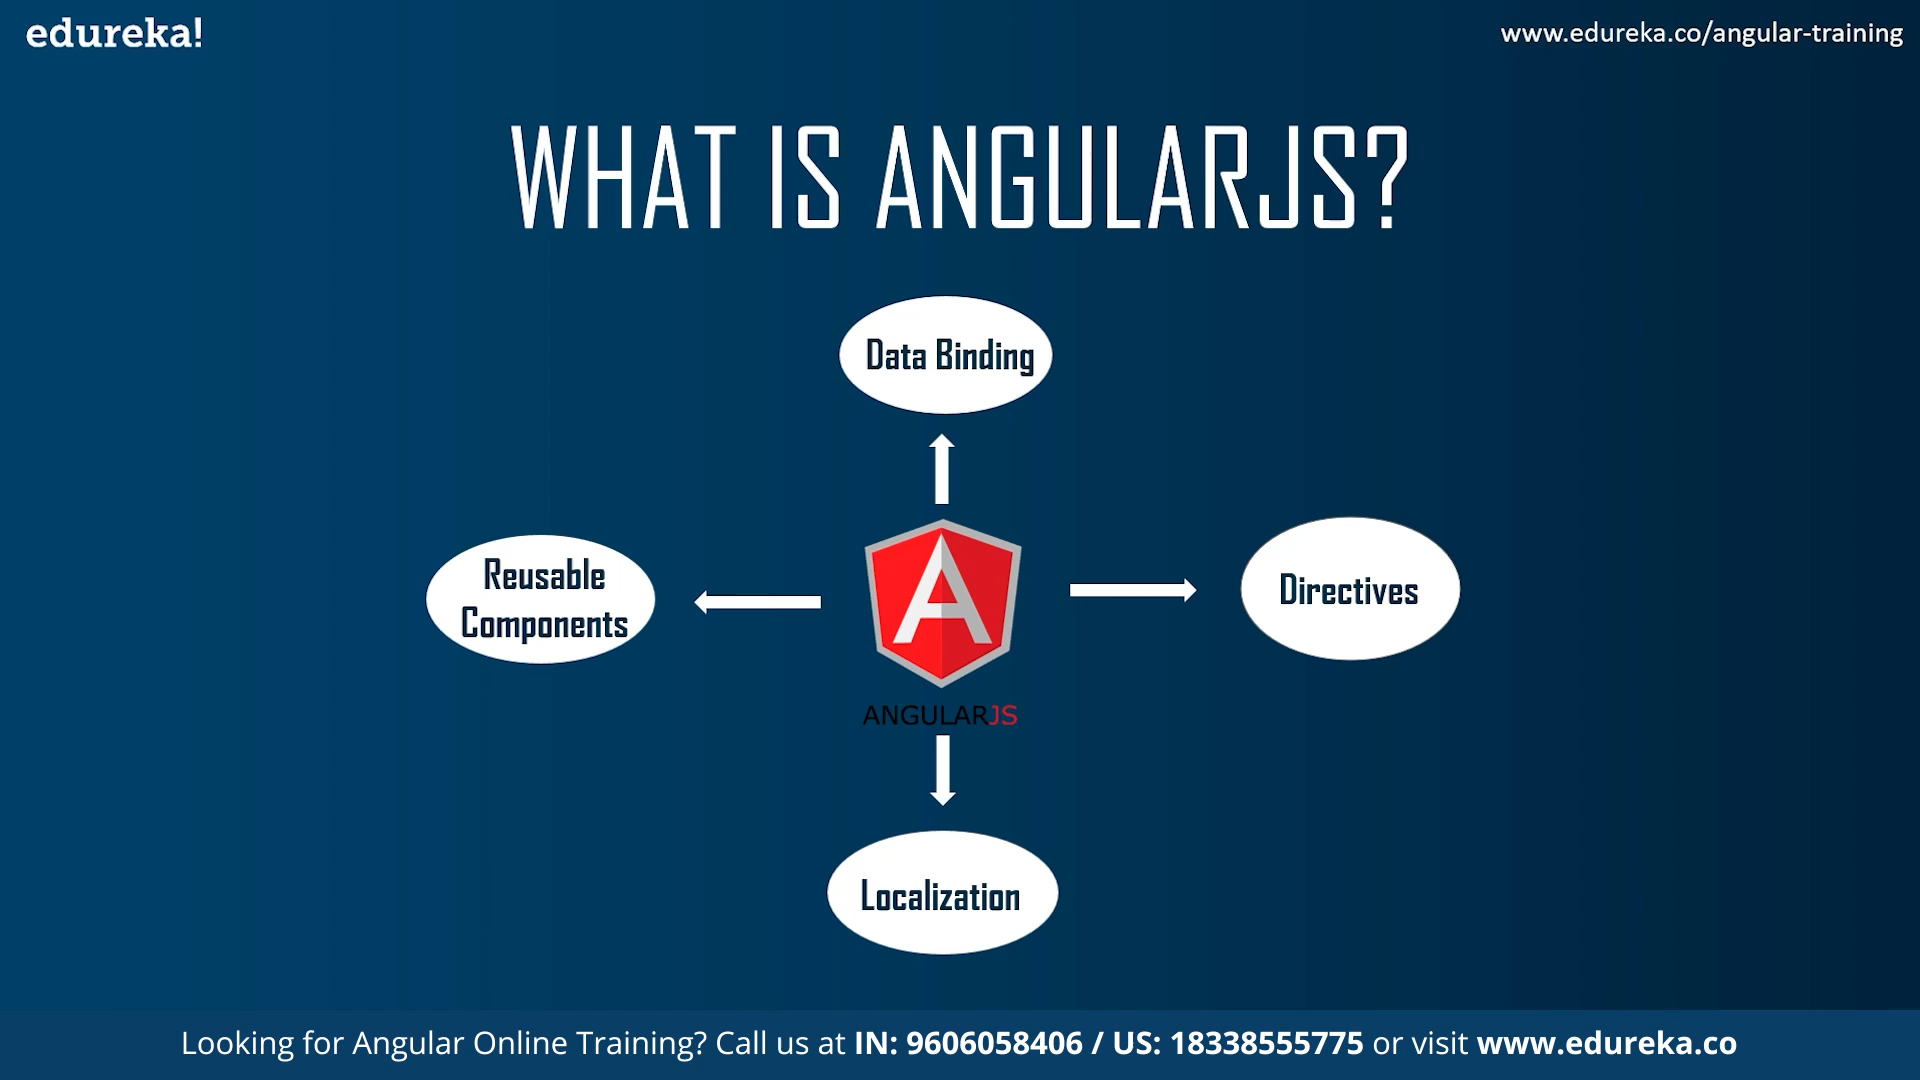 edureka!
www.edureka.co/angular-training
WHAT IS ANGULARJS?
Data Binding
Reusable
Components
Directives
ANGULARJS
Localization
Looking for Angular Online Training? Call us at IN: 9606058406 / US: 18338555775 or visit www.edureka.co